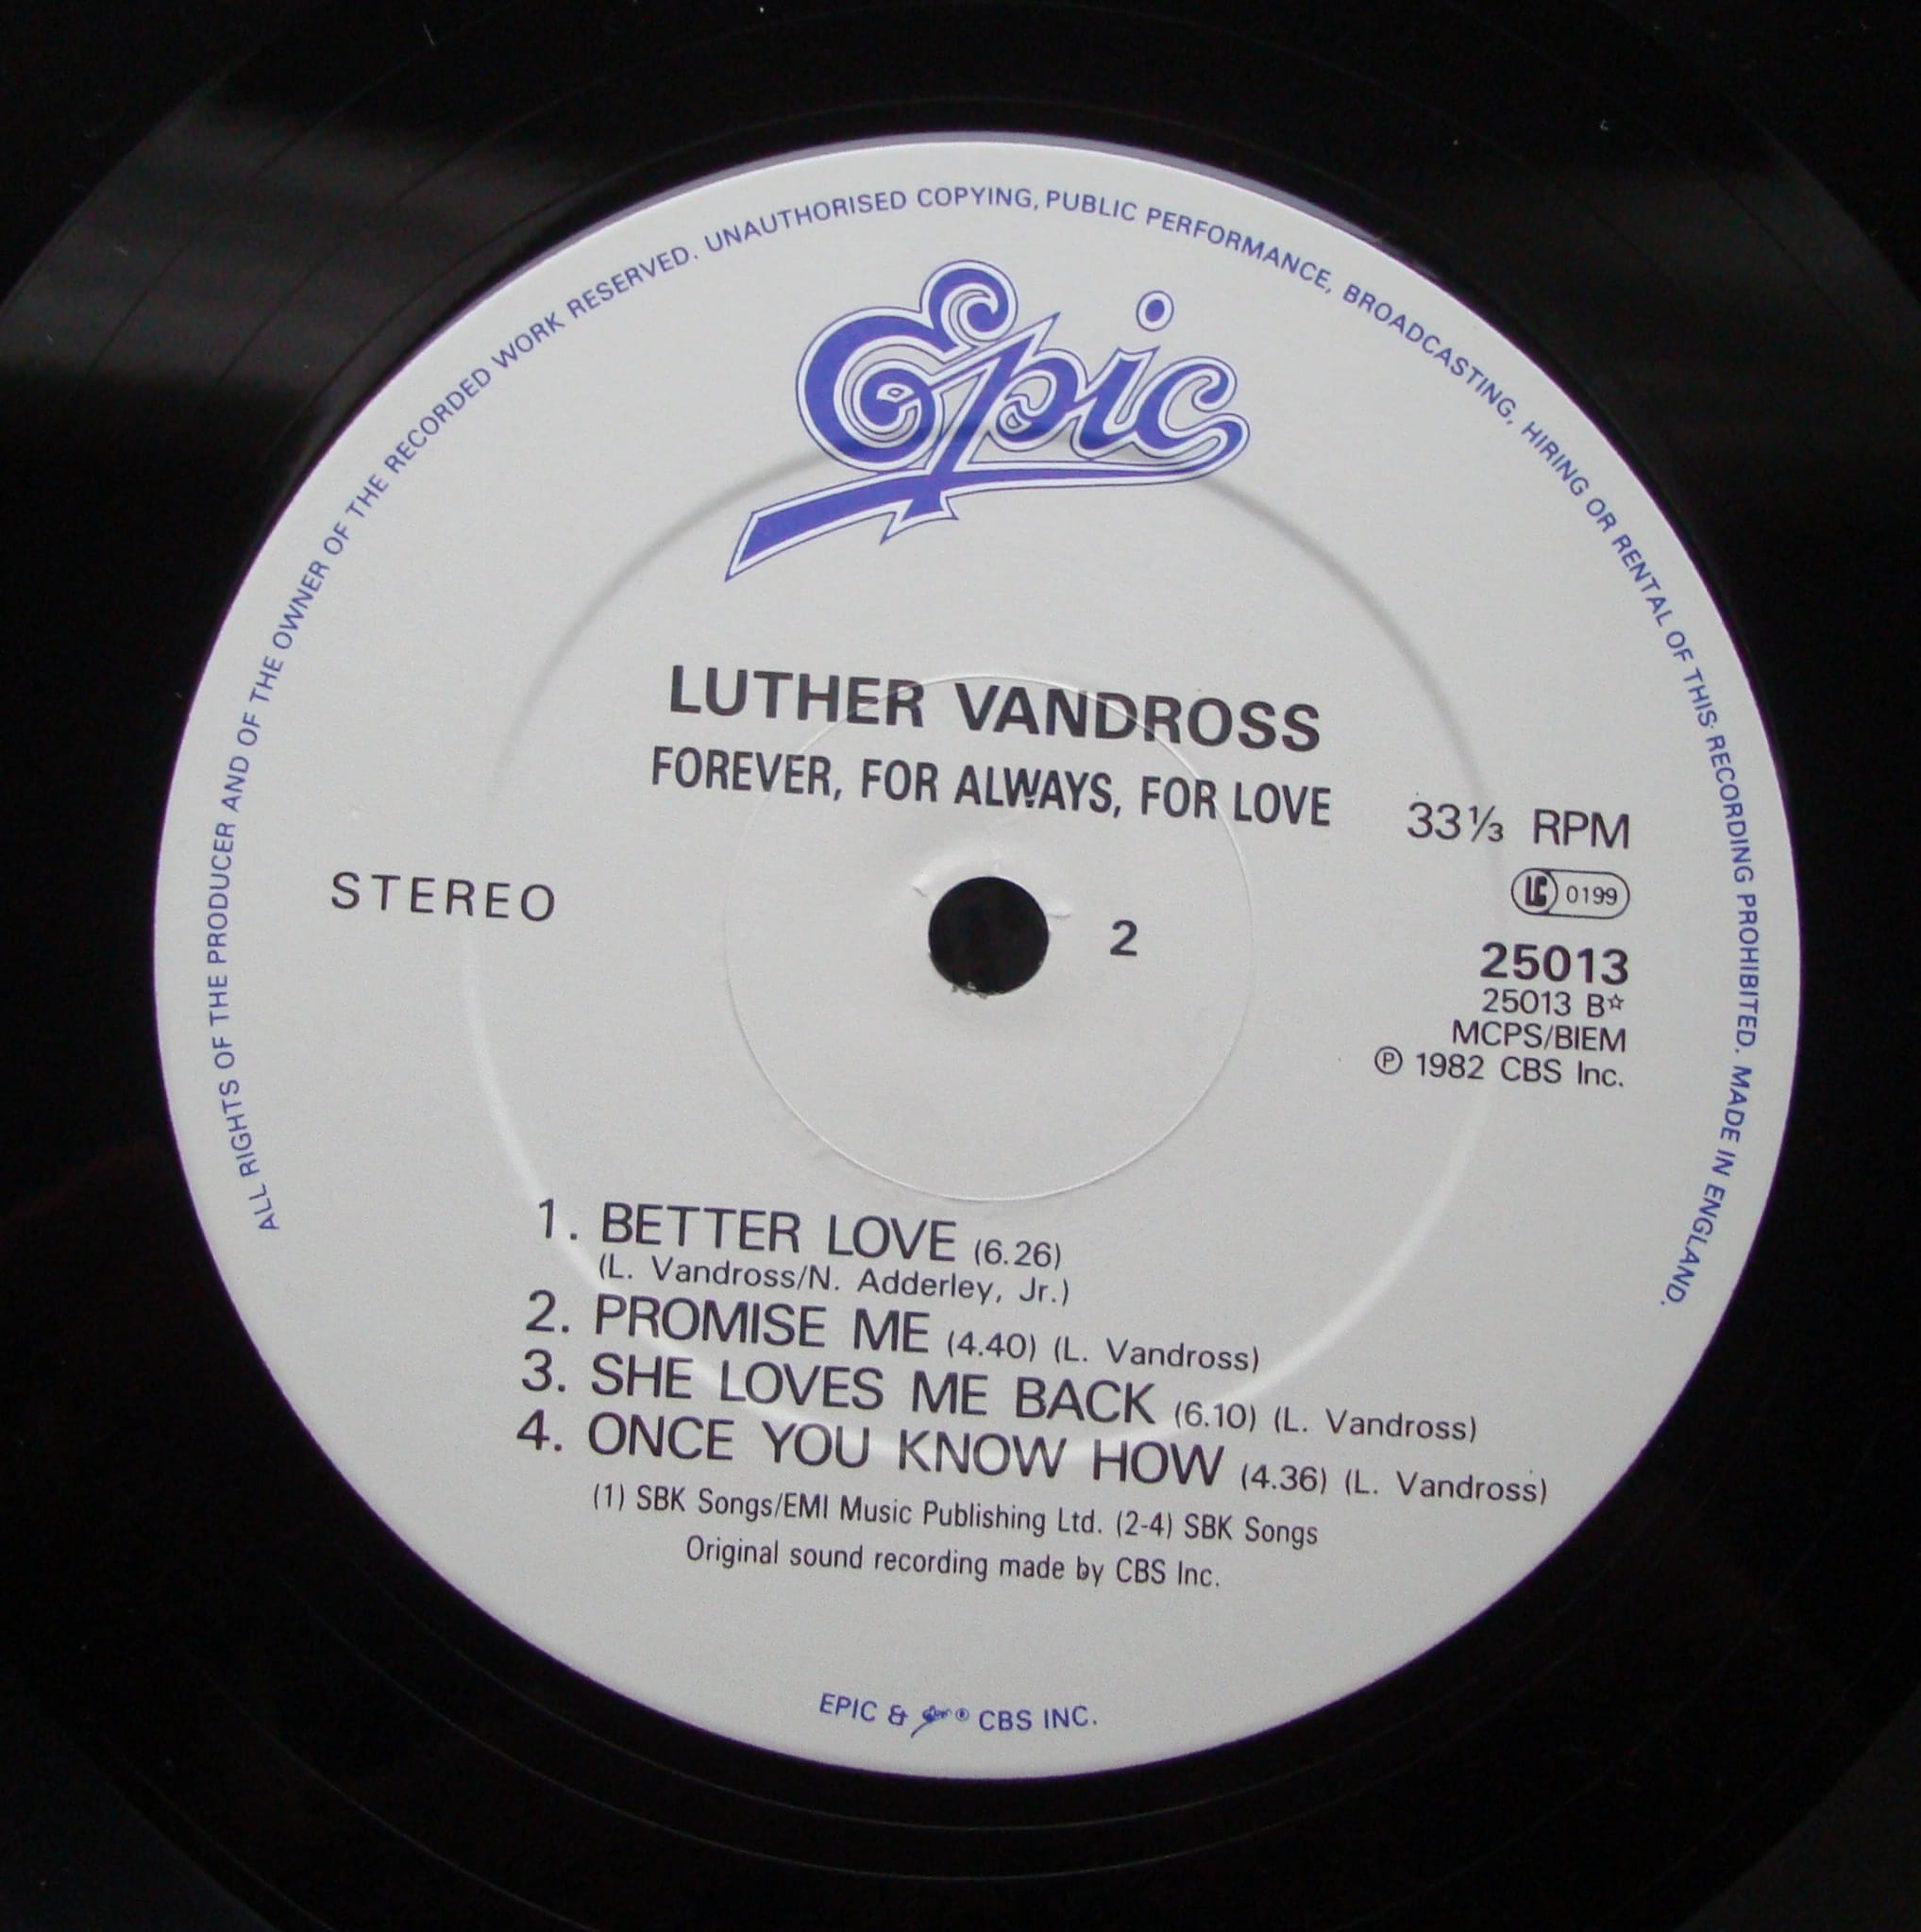 ALL RIGHTS OF THE PRODUCER AND OF THE OWNER OF THE RECORDED WORK RESERVED. UNAUTHORISED COPYING, PUBLIC PERFORMANCE, BROADCASTING, HIRING OR RENTAL OF THIS RECORDING PROHIBITED. MADE IN ENGLAND.
Epic
LUTHER VANDROSS
FOREVER, FOR ALWAYS, FOR LOVE
33⅓ RPM
LC 0199
STEREO
2
25013
25013 B☆
MCPS/BIEM
℗ 1982 CBS Inc.
1. BETTER LOVE (6.26)
(L. Vandross/N. Adderley, Jr.)
2. PROMISE ME (4.40) (L. Vandross)
3. SHE LOVES ME BACK (6.10) (L. Vandross)
4. ONCE YOU KNOW HOW (4.36) (L. Vandross)
(1) SBK Songs/EMI Music Publishing Ltd. (2-4) SBK Songs
Original sound recording made by CBS Inc.
EPIC & Epic ® CBS INC.